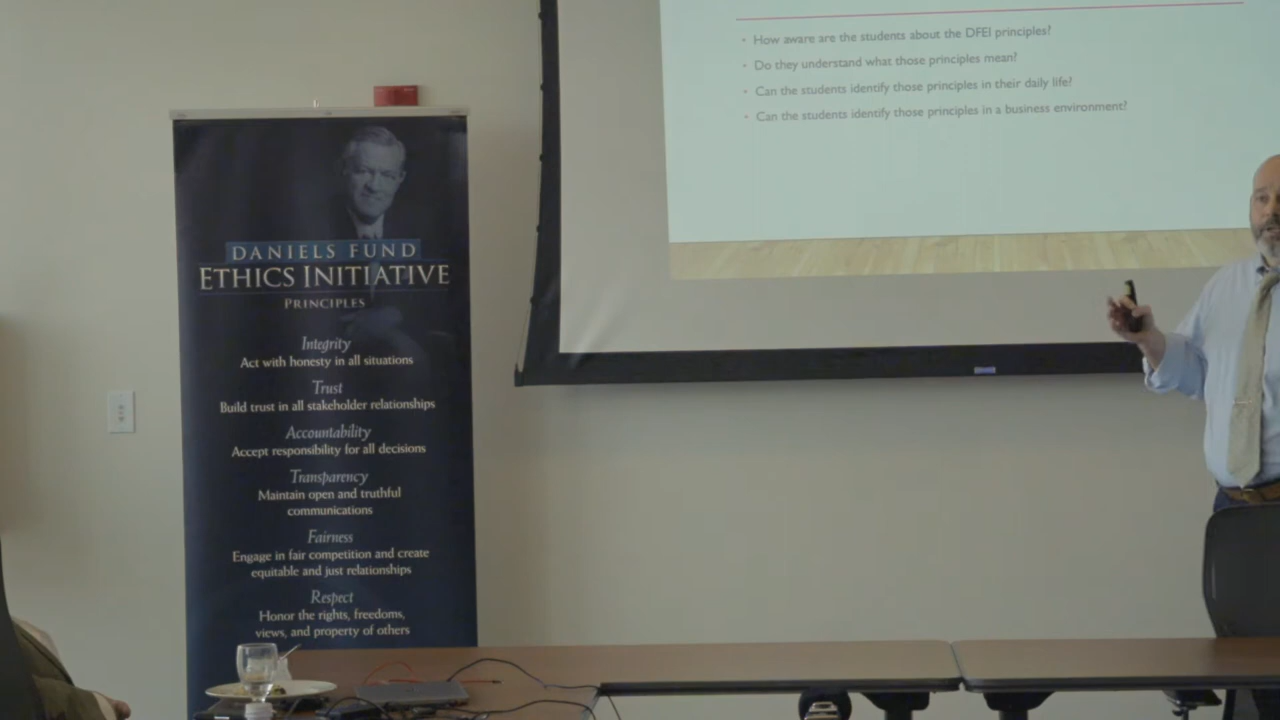 • How aware are the students about the DFEI principles?
• Do they understand what those principles mean?
• Can the students identify those principles in their daily life?
• Can the students identify those principles in a business environment?
DANIELS FUND
ETHICS INITIATIVE
PRINCIPLES
Integrity
Act with honesty in all situations
Trust
Build trust in all stakeholder relationships
Accountability
Accept responsibility for all decisions
Transparency
Maintain open and truthful
communications
Fairness
Engage in fair competition and create
equitable and just relationships
Respect
Honor the rights, freedoms,
views, and property of others